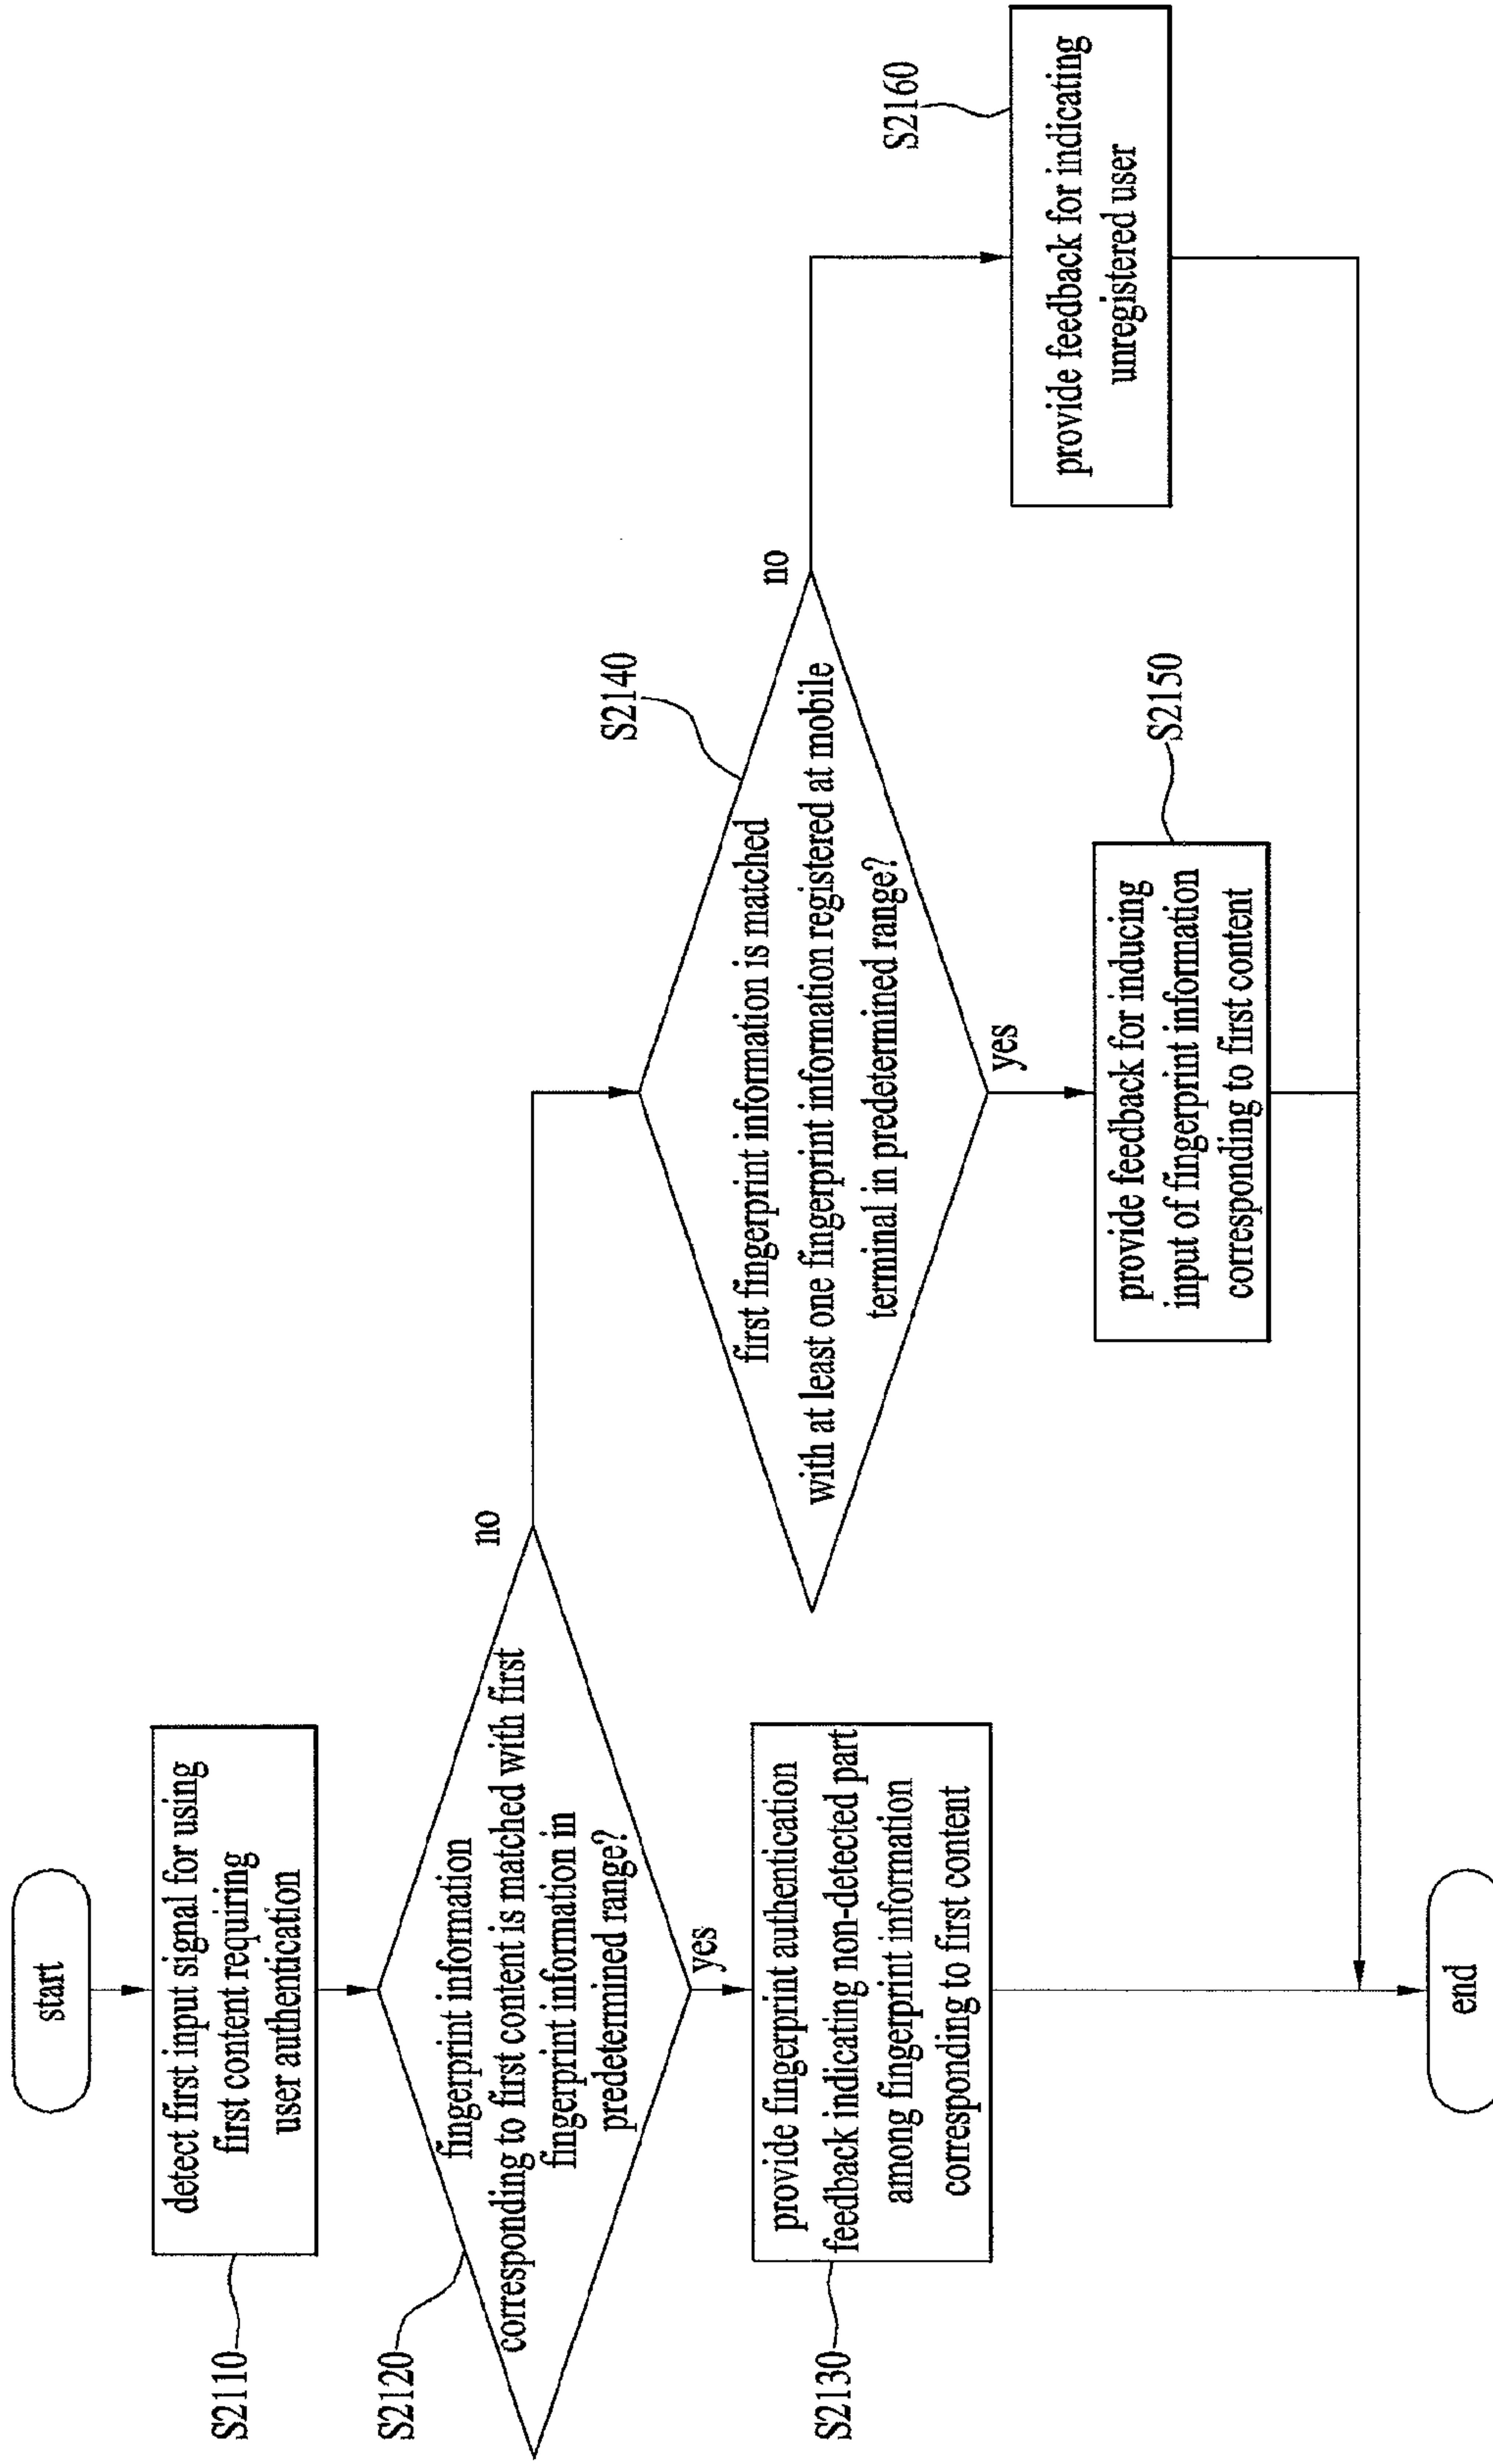 start
S2110
detect first input signal for using
first content requiring
user authentication
S2120
fingerprint information
corresponding to first content is matched with first
fingerprint information in
predetermined range?
no
yes
S2130
provide fingerprint authentication
feedback indicating non-detected part
among fingerprint information
corresponding to first content
S2140
first fingerprint information is matched
with at least one fingerprint information registered at mobile
terminal in predetermined range?
no
yes
S2150
provide feedback for inducing
input of fingerprint information
corresponding to first content
S2160
provide feedback for indicating
unregistered user
end